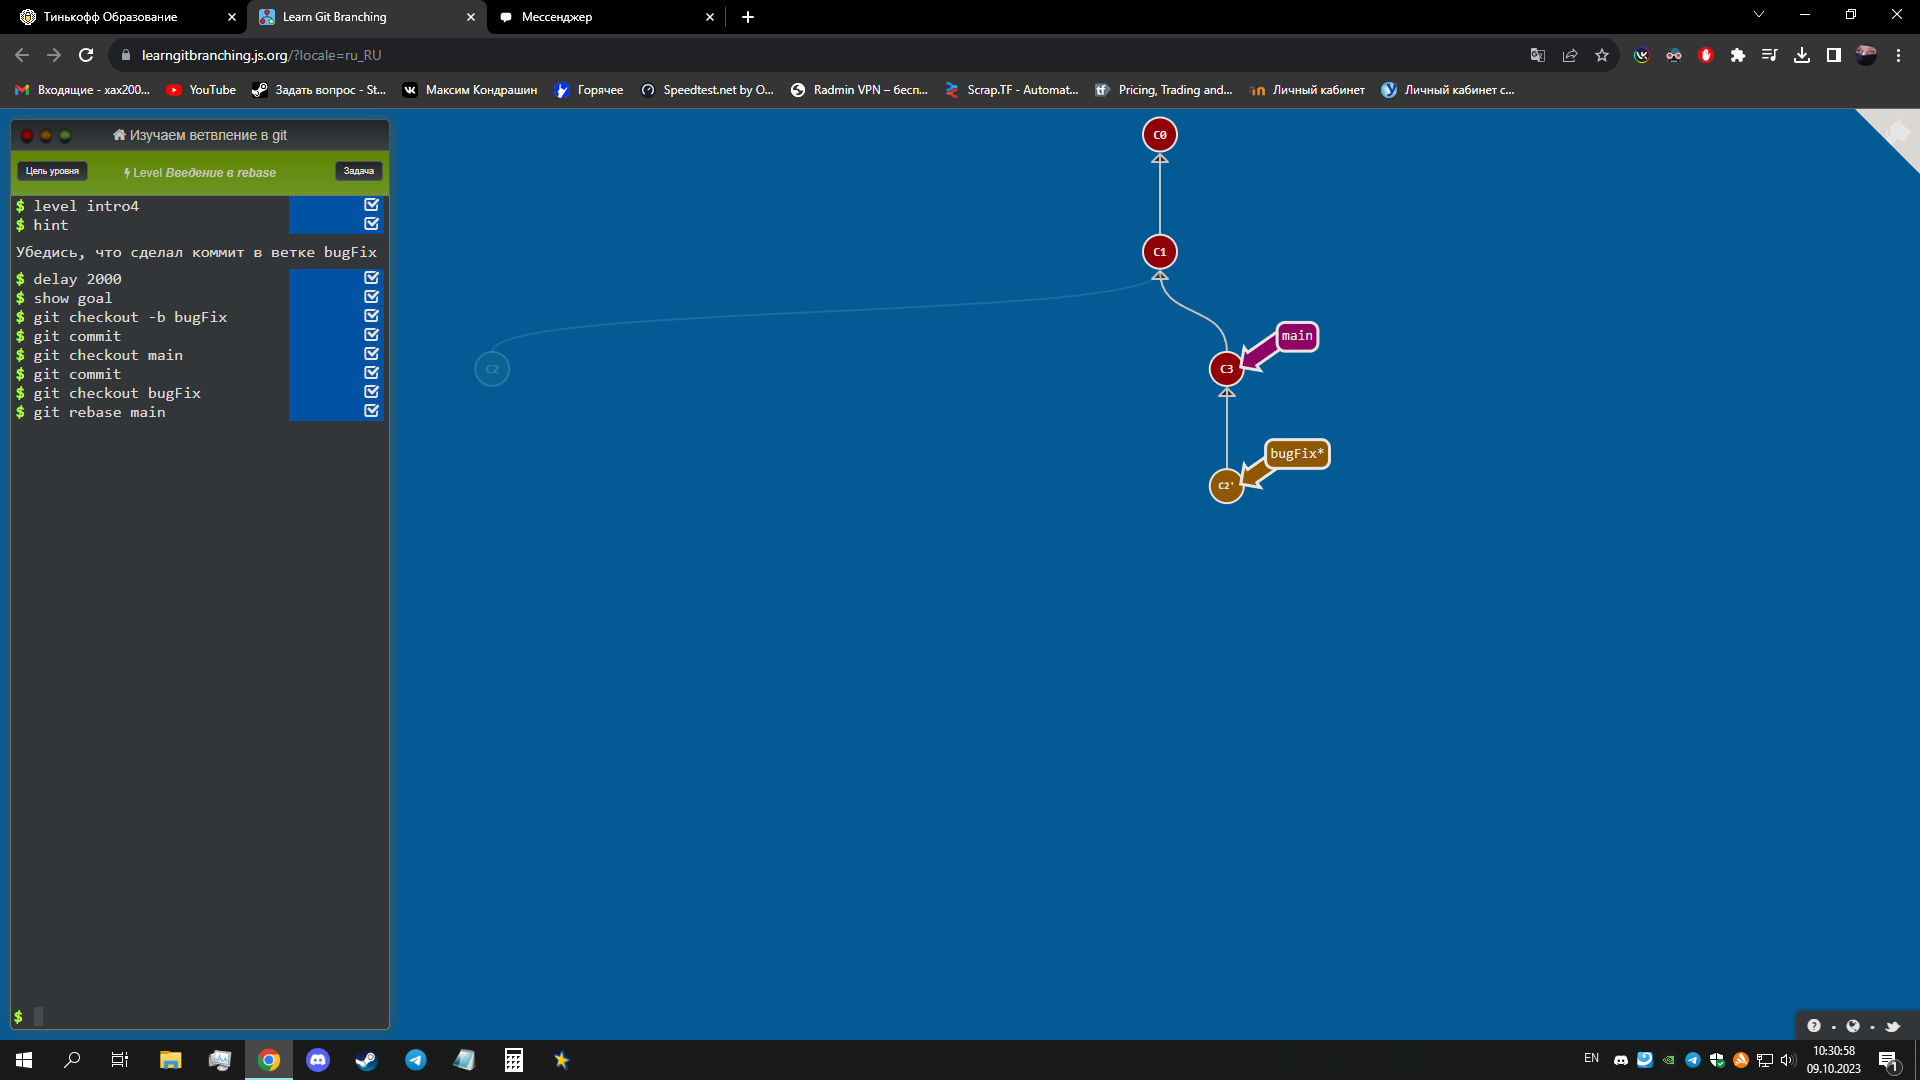 Тинькофф Образование
Learn Git Branching
Мессенджер
learngitbranching.js.org/?locale=ru_RU
Входящие - xax200...
YouTube
Задать вопрос - St...
Максим Кондрашин
Горячее
Speedtest.net by O...
Radmin VPN – бесп...
Scrap.TF - Automat...
Pricing, Trading and...
Личный кабинет
Личный кабинет с...
Изучаем ветвление в git
Цель уровня
Level Введение в rebase
Задача
$ level intro4
$ hint
Убедись, что сделал коммит в ветке bugFix
$ delay 2000
$ show goal
$ git checkout -b bugFix
$ git commit
$ git checkout main
$ git commit
$ git checkout bugFix
$ git rebase main
$
C0
C1
C2
C3
main
bugFix*
C2'
EN
10:30:58
09.10.2023
1